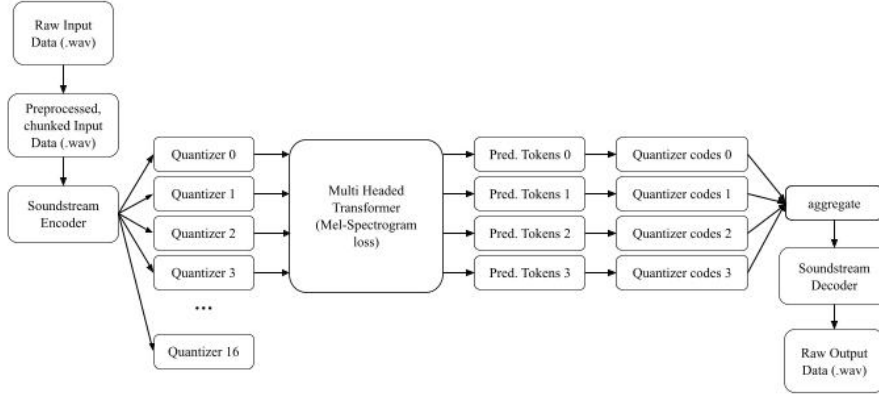 Raw Input
Data (.wav)
Preprocessed,
chunked Input
Data (.wav)
Soundstream
Encoder
Quantizer 0
Quantizer 1
Quantizer 2
Quantizer 3
...
Quantizer 16
Multi Headed
Transformer
(Mel-Spectrogram
loss)
Pred. Tokens 0
Pred. Tokens 1
Pred. Tokens 2
Pred. Tokens 3
Quantizer codes 0
Quantizer codes 1
Quantizer codes 2
Quantizer codes 3
aggregate
Soundstream
Decoder
Raw Output
Data (.wav)